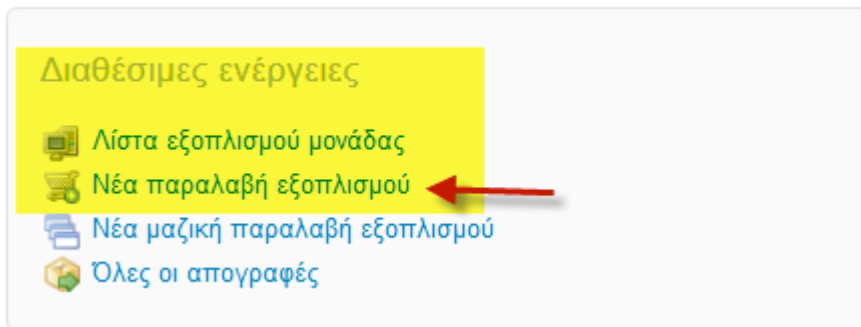 Διαθέσιμες ενέργειες
Λίστα εξοπλισμού μονάδας
Νέα παραλαβή εξοπλισμού
Νέα μαζική παραλαβή εξοπλισμού
Όλες οι απογραφές